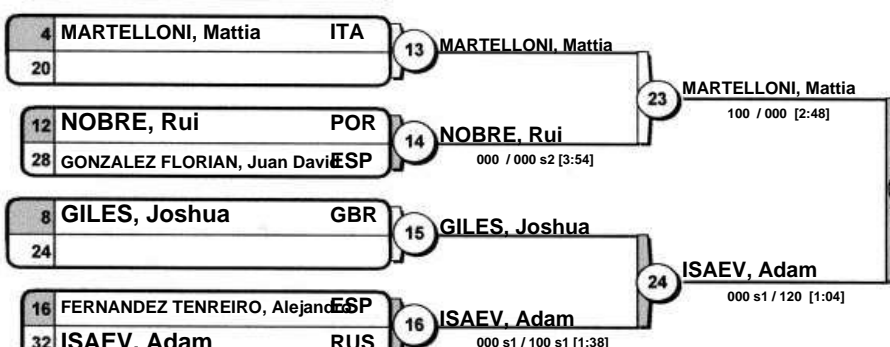 4 MARTELLONI, Mattia ITA
20
13 MARTELLONI, Mattia
23 MARTELLONI, Mattia
100 / 000 [2:48]
12 NOBRE, Rui POR
28 GONZALEZ FLORIAN, Juan David ESP
14 NOBRE, Rui
000 / 000 s2 [3:54]
8 GILES, Joshua GBR
24
15 GILES, Joshua
24 ISAEV, Adam
000 s1 / 120 [1:04]
16 FERNANDEZ TENREIRO, Alejandro ESP
32 ISAEV, Adam RUS
16 ISAEV, Adam
000 s1 / 100 s1 [1:38]